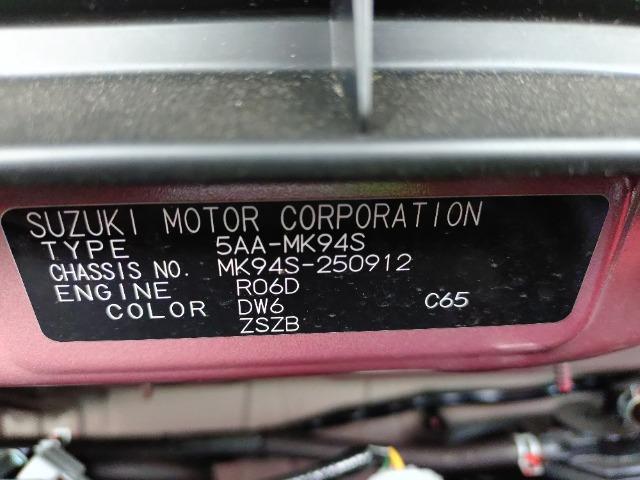 SUZUKI MOTOR CORPORATION
TYPE 5AA-MK94S
CHASSIS NO. MK94S-250912
ENGINE R06D
COLOR DW6 C65
ZSZB